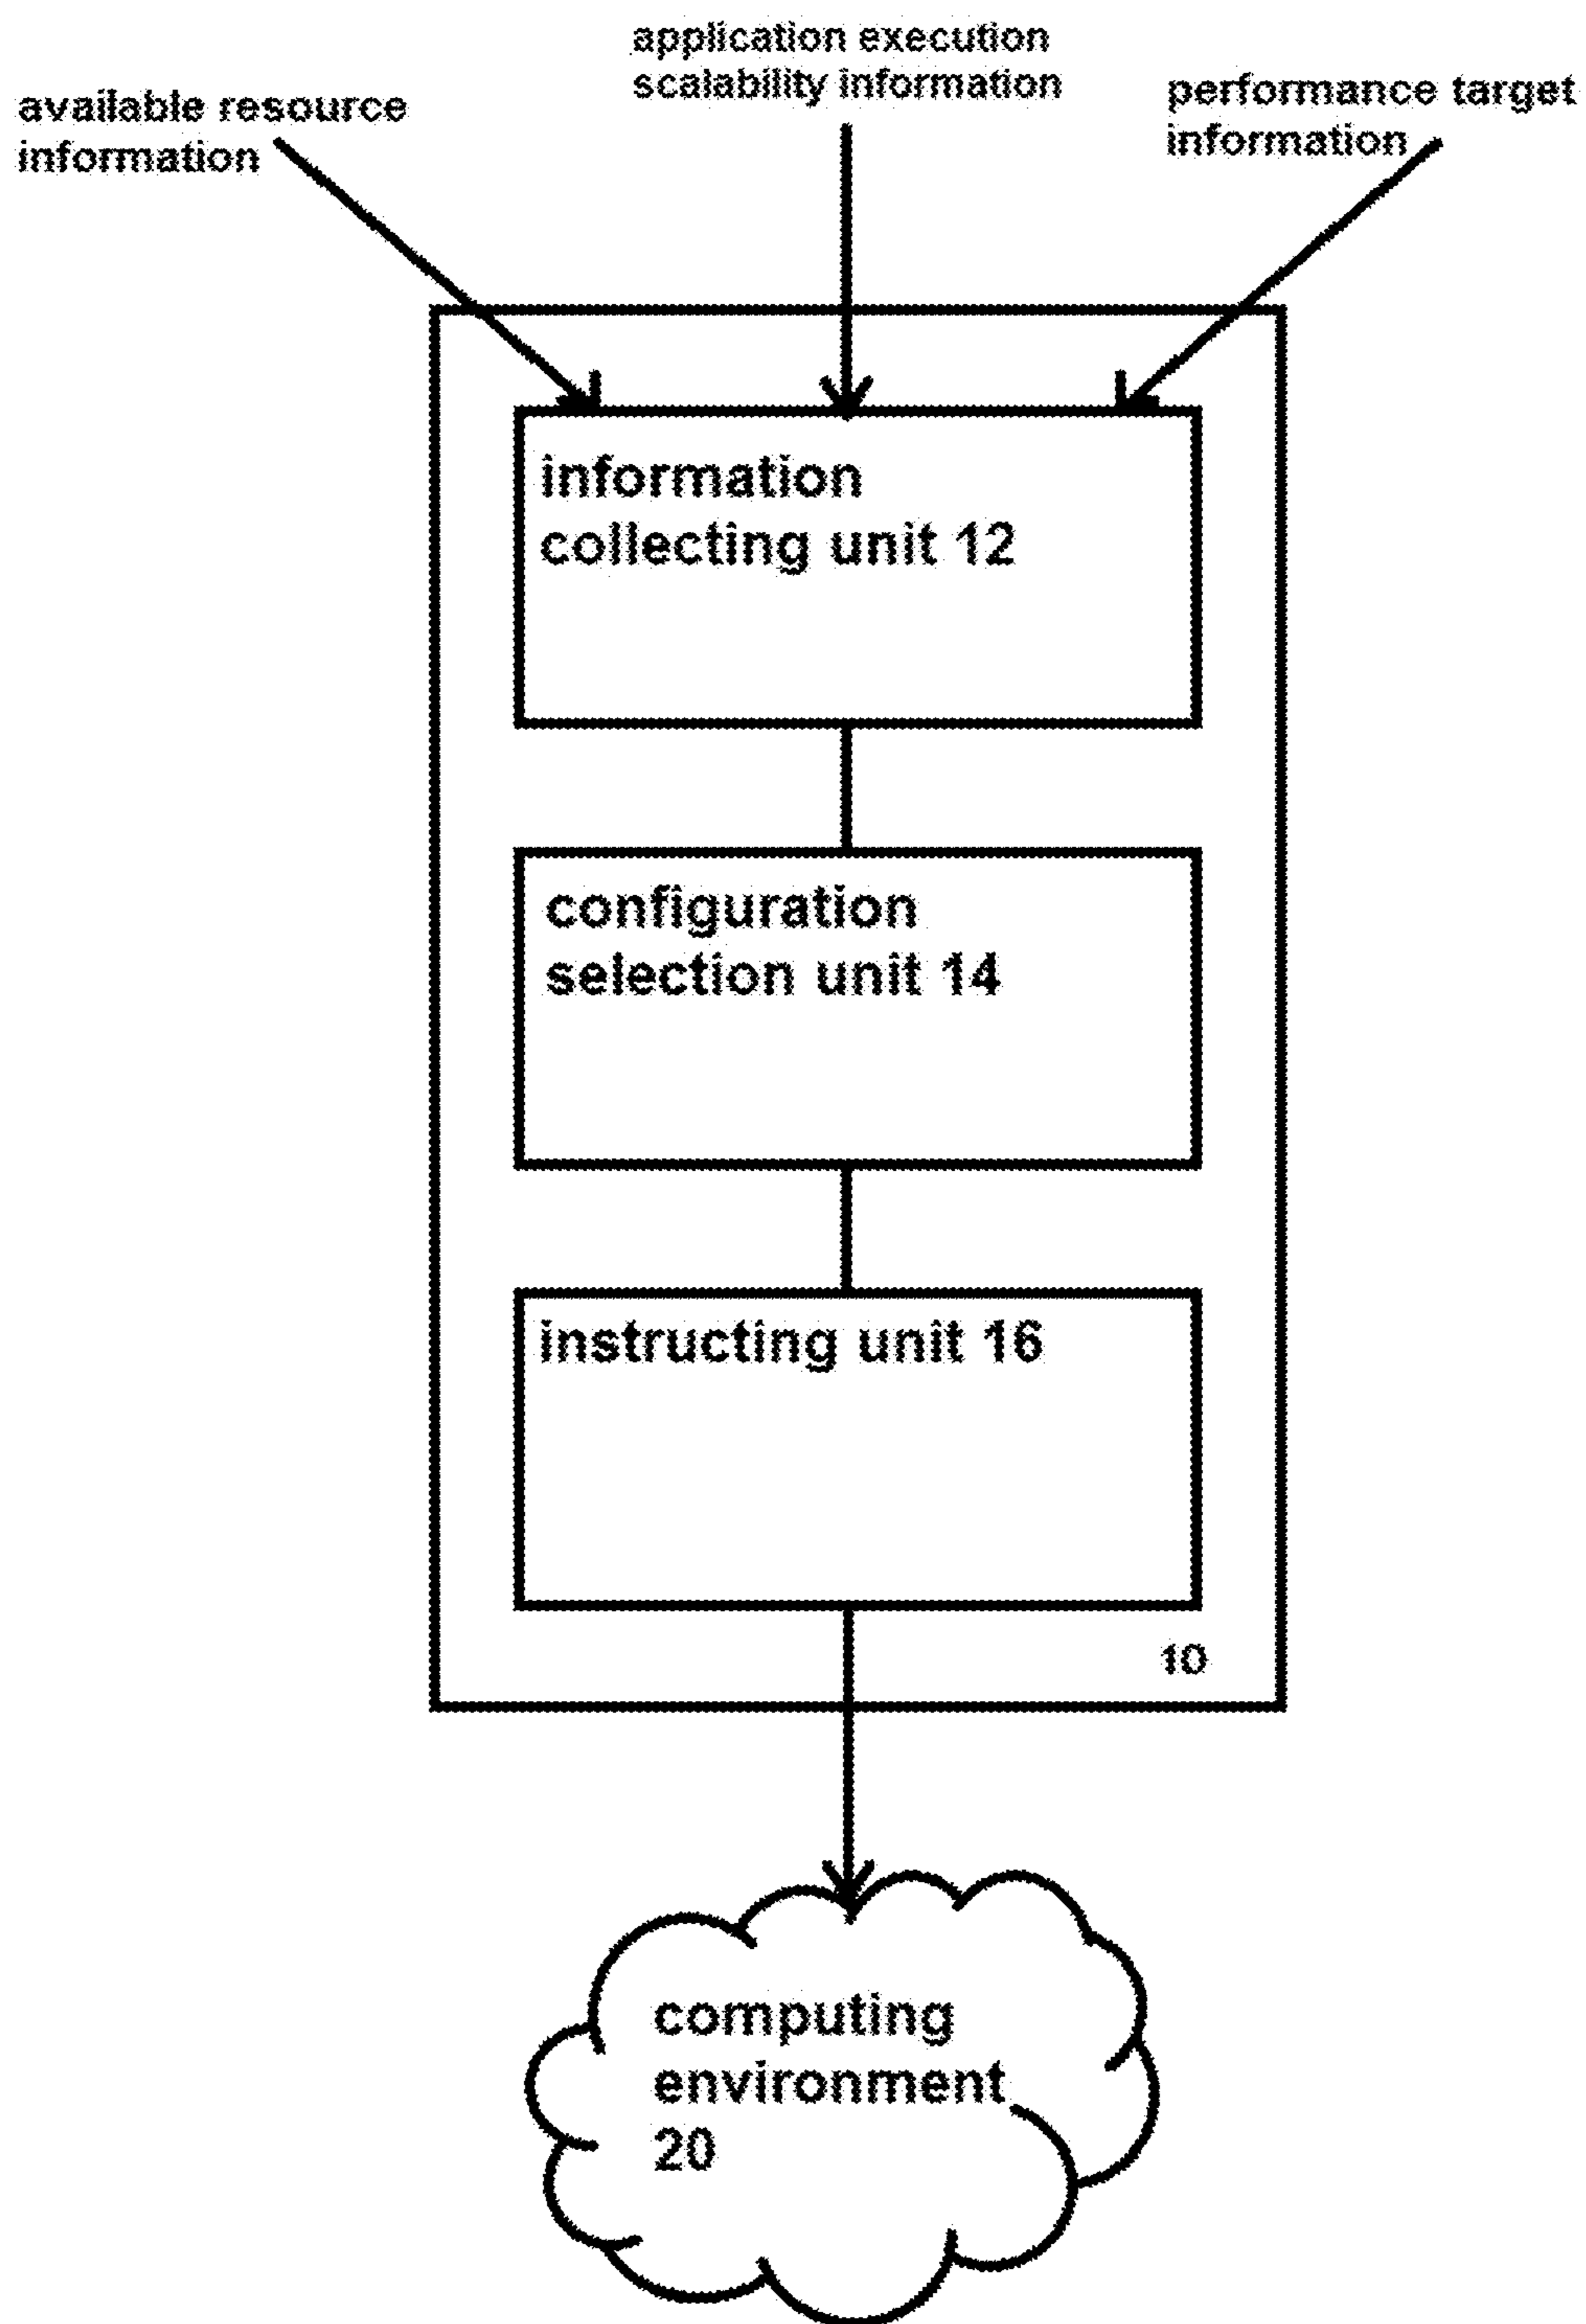 application execution
scalability information
available resource
information
performance target
information
information
collecting unit 12
configuration
selection unit 14
instructing unit 16
10
computing
environment
20